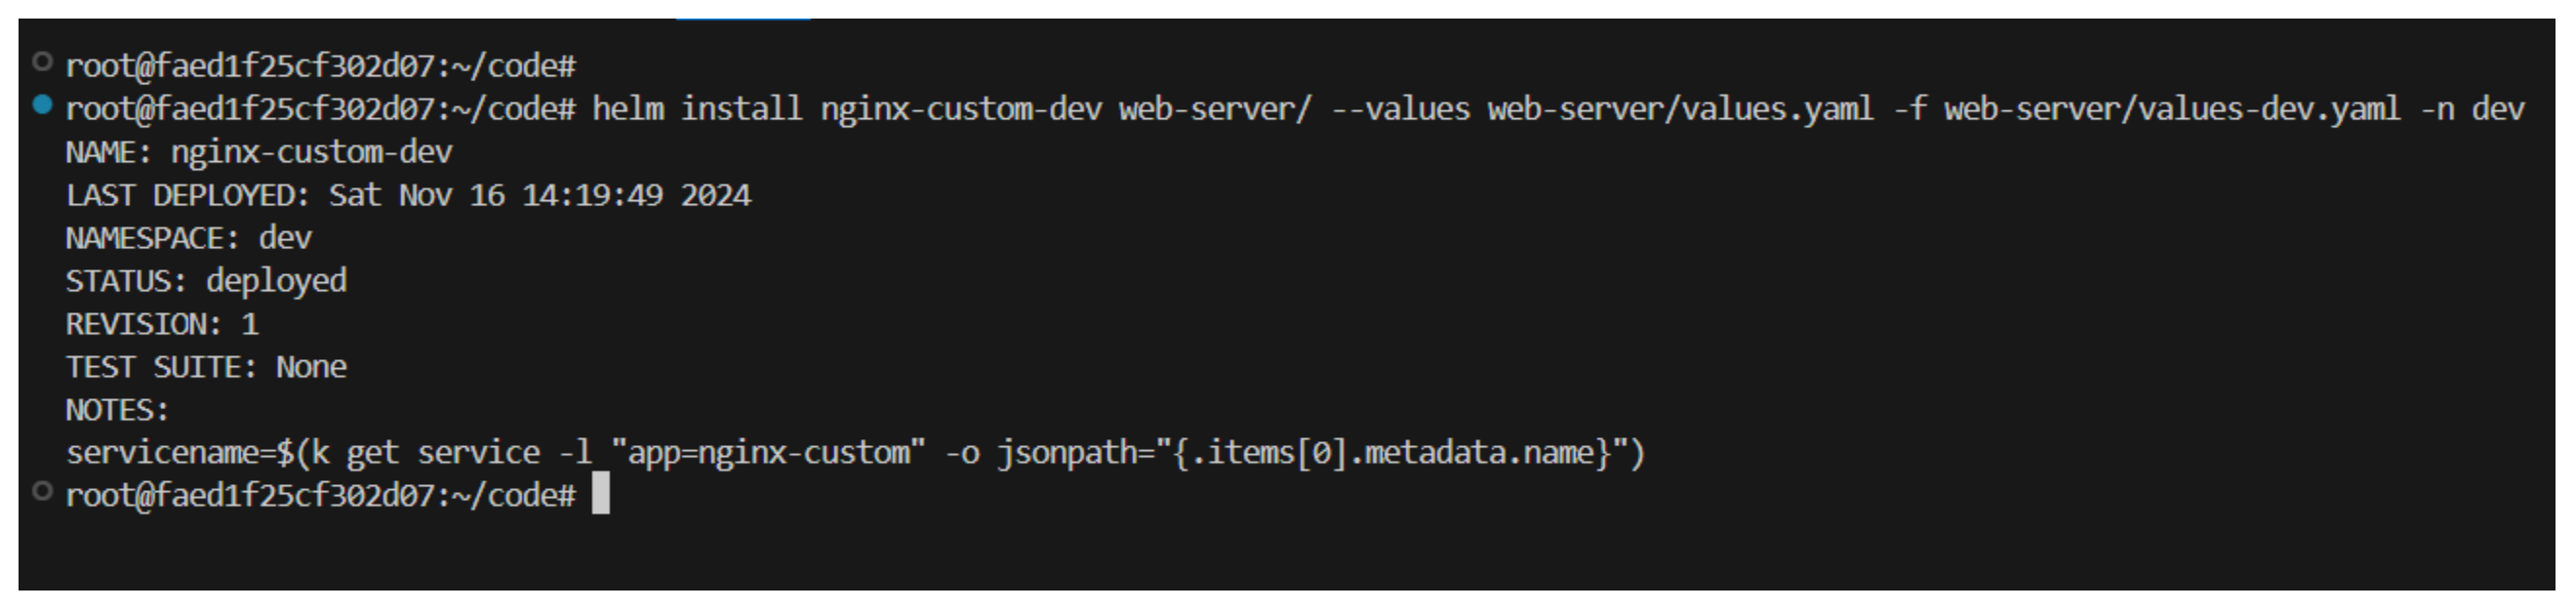 root@faed1f25cf302d07:~/code#
root@faed1f25cf302d07:~/code# helm install nginx-custom-dev web-server/ --values web-server/values.yaml -f web-server/values-dev.yaml -n dev
NAME: nginx-custom-dev
LAST DEPLOYED: Sat Nov 16 14:19:49 2024
NAMESPACE: dev
STATUS: deployed
REVISION: 1
TEST SUITE: None
NOTES:
servicename=$(k get service -l "app=nginx-custom" -o jsonpath="{.items[0].metadata.name}")
root@faed1f25cf302d07:~/code#